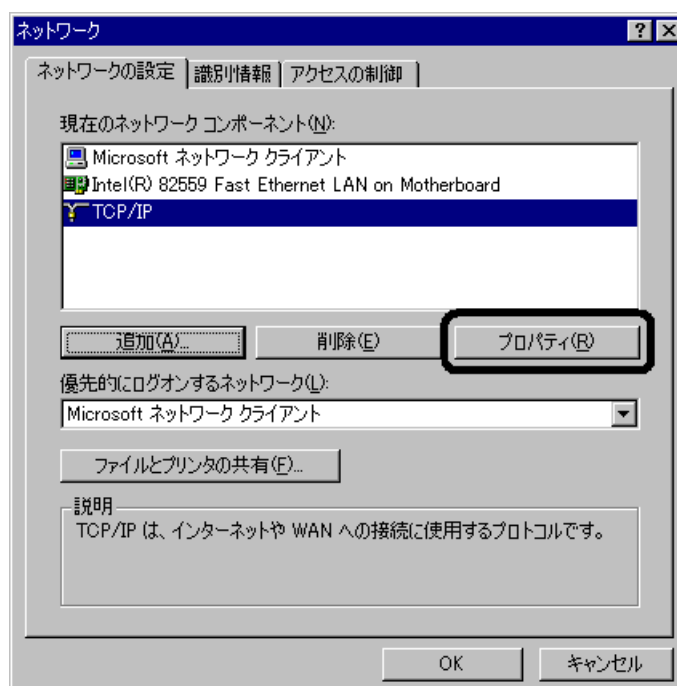 ネットワーク
ネットワークの設定 識別情報 アクセスの制御
現在のネットワーク コンポーネント(N):
Microsoft ネットワーク クライアント
Intel(R) 82559 Fast Ethernet LAN on Motherboard
TCP/IP
追加(A)... 削除(E) プロパティ(R)
優先的にログオンするネットワーク(L):
Microsoft ネットワーク クライアント
ファイルとプリンタの共有(F)...
説明
TCP/IP は、インターネットや WAN への接続に使用するプロトコルです。
OK キャンセル